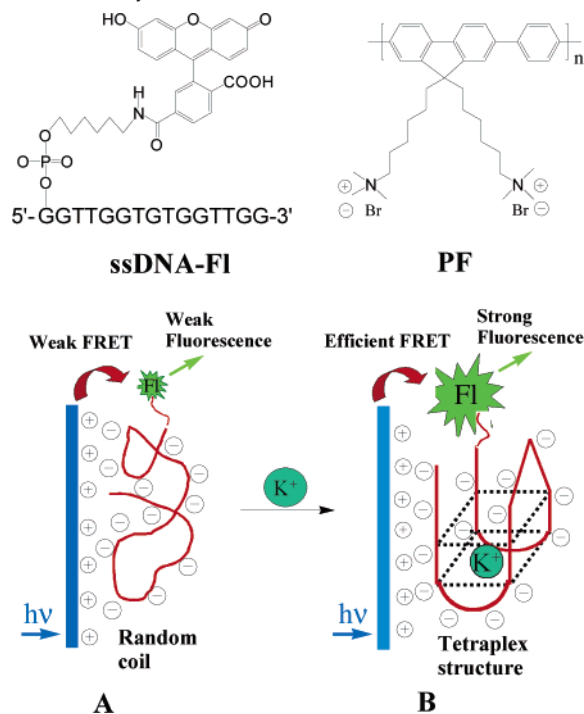 HO
O
O
COOH
H
N
O
O
O-P-O
O
5'-GGTTGGTGTGGTTGG-3'
ssDNA-Fl
n
N
Br
N
Br
PF
Weak FRET
Weak Fluorescence
Fl
hν
Random coil
A
K+
Efficient FRET
Strong Fluorescence
Fl
K+
hν
Tetraplex structure
B